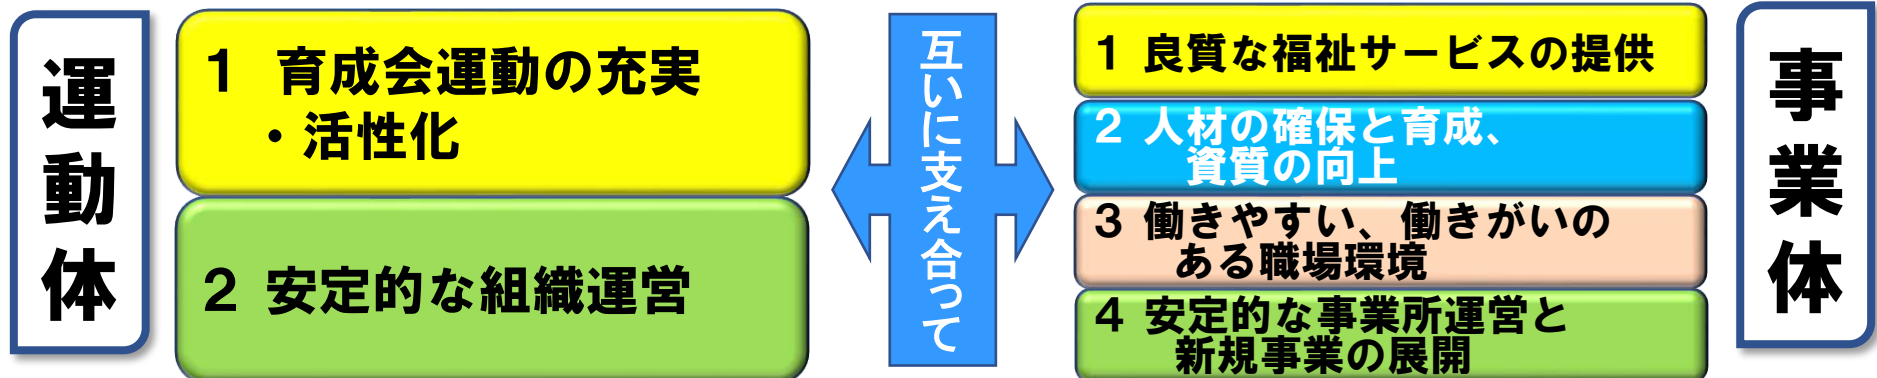 運動体
1 育成会運動の充実
・活性化
2 安定的な組織運営
互いに支え合って
1 良質な福祉サービスの提供
2 人材の確保と育成、
資質の向上
3 働きやすい、働きがいの
ある職場環境
4 安定的な事業所運営と
新規事業の展開
事業体